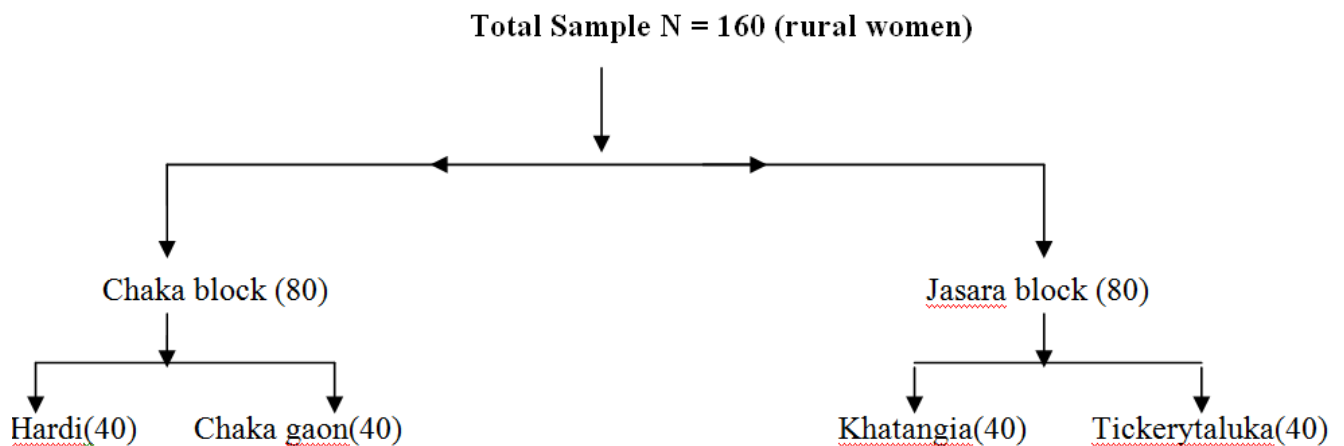 Total Sample N = 160 (rural women)
Chaka block (80)
Jasara block (80)
Hardi(40)
Chaka gaon(40)
Khatangia(40)
Tickerytaluka(40)